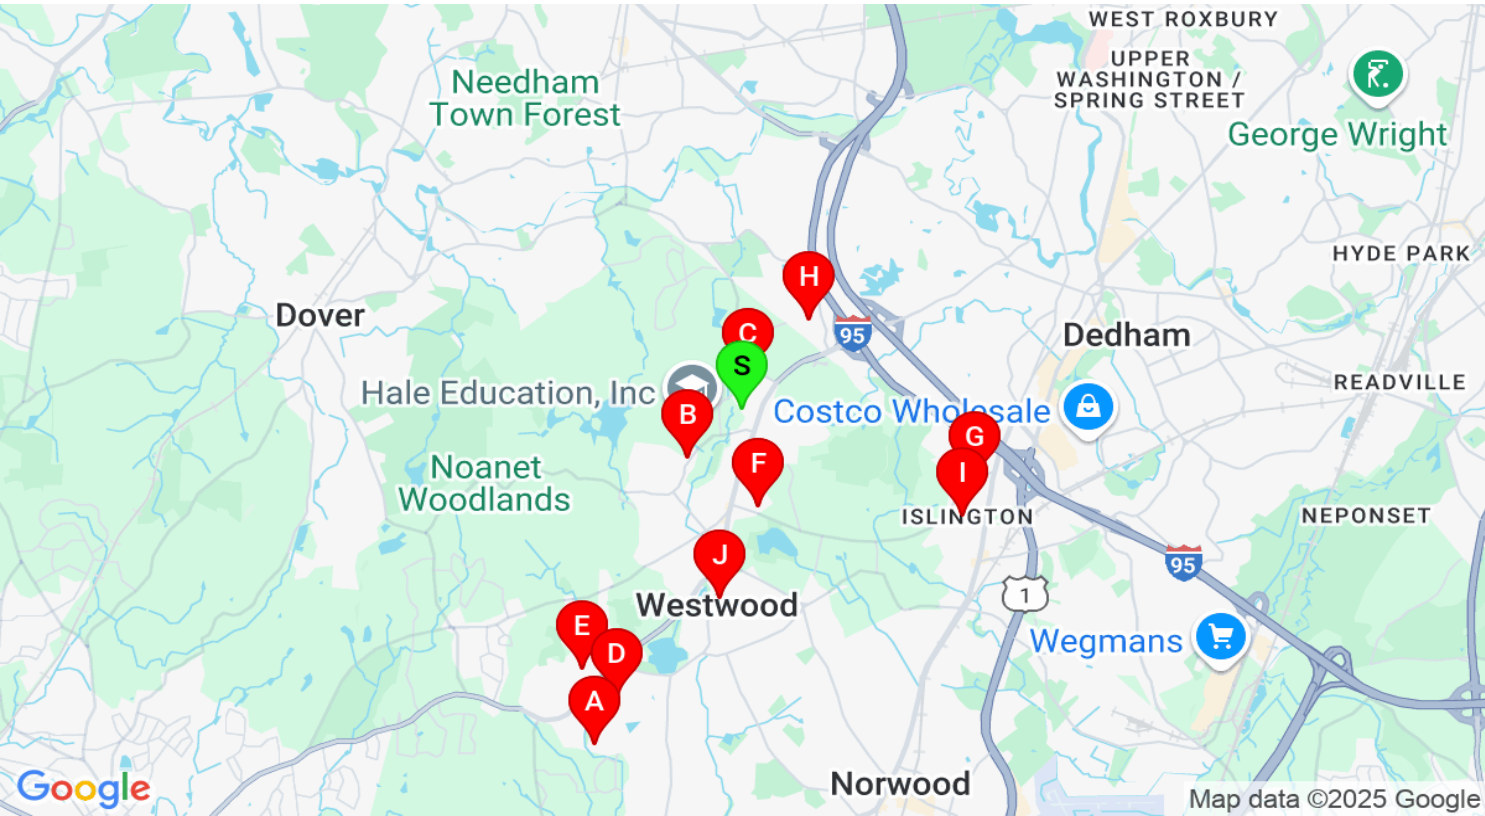 WEST ROXBURY
UPPER
WASHINGTON /
SPRING STREET
Needham
Town Forest
George Wright
HYDE PARK
H
Dover
C
95
Dedham
S
Hale Education, Inc
READVILLE
B
Costco Wholesale
G
F
I
Noanet
Woodlands
ISLINGTON
NEPONSET
J
95
1
Westwood
E
D
Wegmans
A
Norwood
Google
Map data ©2025 Google